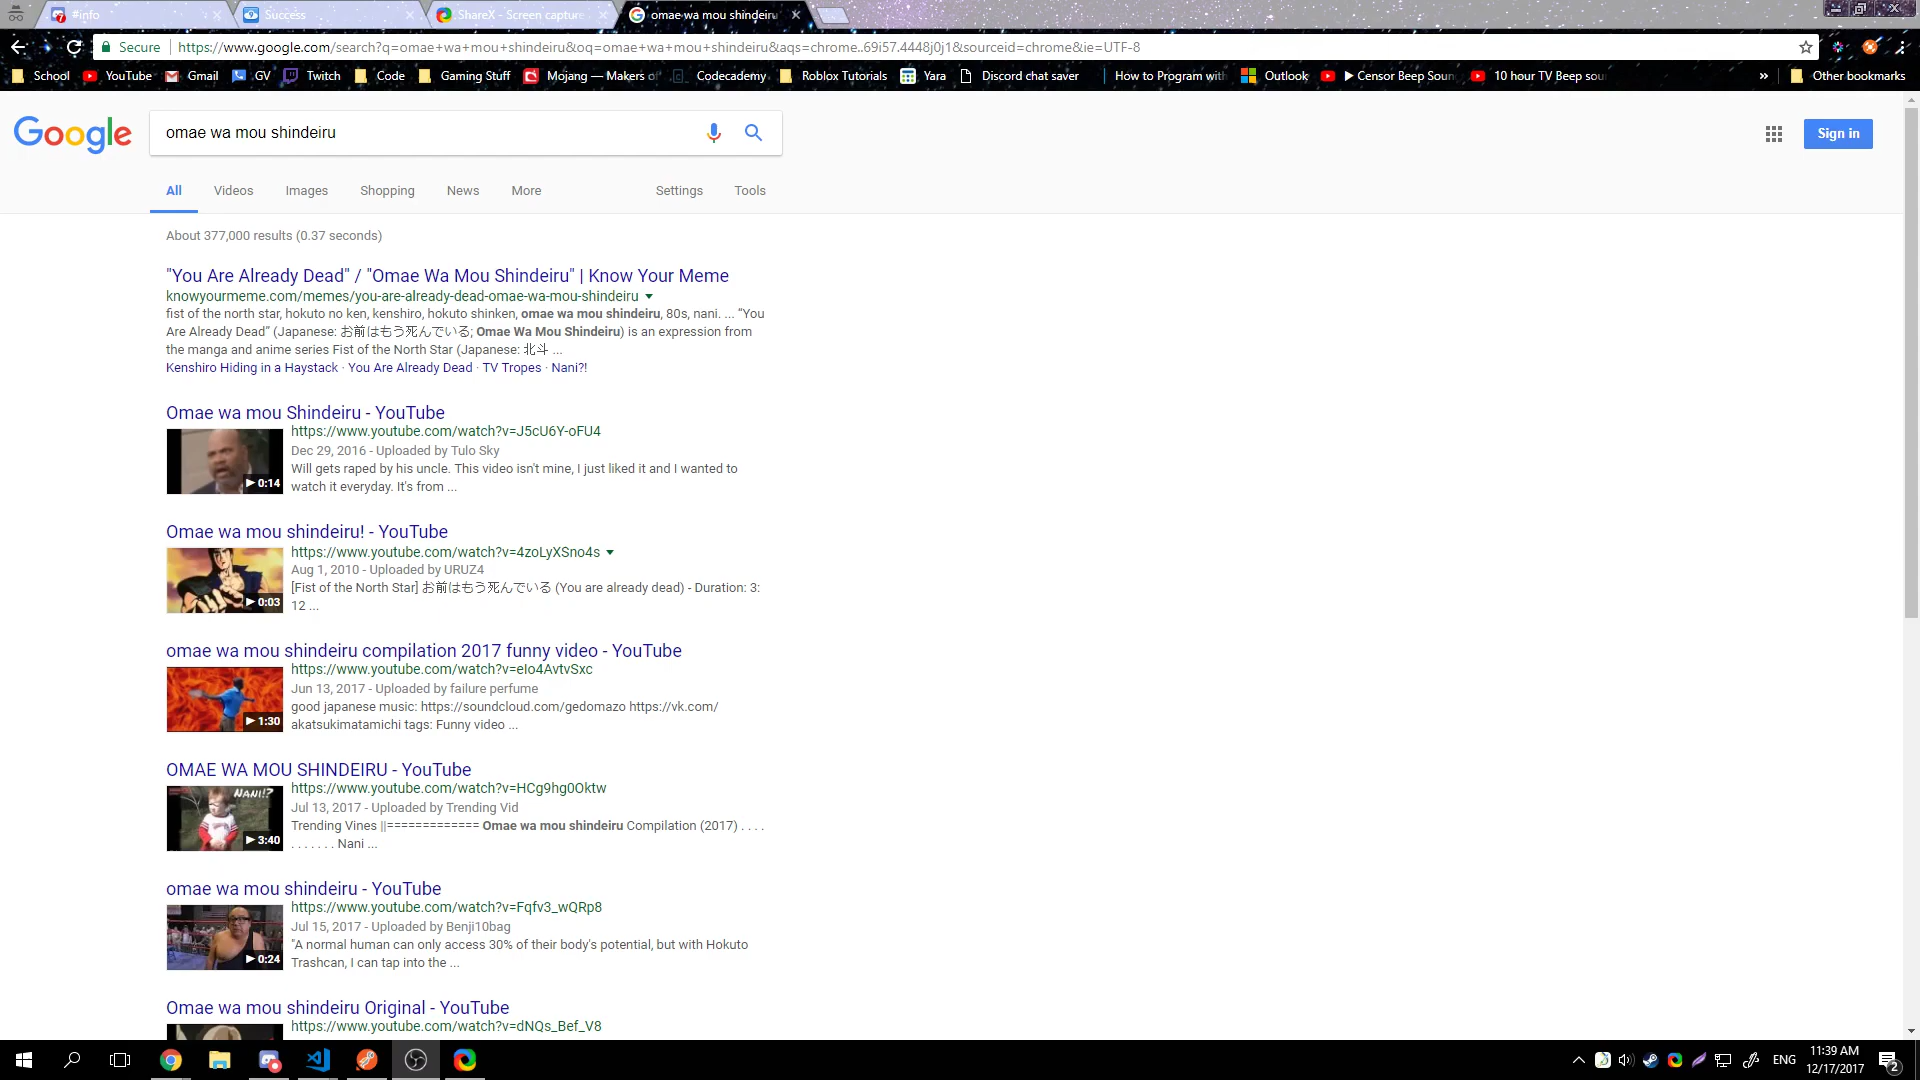 #info
Success
ShareX - Screen capture
omae wa mou shindeiru
Secure
https://www.google.com/search?q=omae+wa+mou+shindeiru&oq=omae+wa+mou+shindeiru&aqs=chrome..69i57.4448j0j1&sourceid=chrome&ie=UTF-8
School YouTube Gmail GV Twitch Code Gaming Stuff Mojang — Makers of Codecademy Roblox Tutorials Yara Discord chat saver How to Program with Outlook ▶ Censor Beep Soun 10 hour TV Beep sou » Other bookmarks
Google
omae wa mou shindeiru
Sign in
All Videos Images Shopping News More Settings Tools
About 377,000 results (0.37 seconds)
"You Are Already Dead" / "Omae Wa Mou Shindeiru" | Know Your Meme
knowyourmeme.com/memes/you-are-already-dead-omae-wa-mou-shindeiru
fist of the north star, hokuto no ken, kenshiro, hokuto shinken, omae wa mou shindeiru, 80s, nani. ... “You
Are Already Dead” (Japanese: お前はもう死んでいる; Omae Wa Mou Shindeiru) is an expression from
the manga and anime series Fist of the North Star (Japanese: 北斗 ...
Kenshiro Hiding in a Haystack · You Are Already Dead · TV Tropes · Nani?!
Omae wa mou Shindeiru - YouTube
https://www.youtube.com/watch?v=J5cU6Y-oFU4
Dec 29, 2016 - Uploaded by Tulo Sky
Will gets raped by his uncle. This video isn't mine, I just liked it and I wanted to
watch it everyday. It's from ...
0:14
Omae wa mou shindeiru! - YouTube
https://www.youtube.com/watch?v=4zoLyXSno4s
Aug 1, 2010 - Uploaded by URUZ4
[Fist of the North Star] お前はもう死んでいる (You are already dead) - Duration: 3:
12 ...
0:03
omae wa mou shindeiru compilation 2017 funny video - YouTube
https://www.youtube.com/watch?v=eIo4AvtvSxc
Jun 13, 2017 - Uploaded by failure perfume
good japanese music: https://soundcloud.com/gedomazo https://vk.com/
akatsukimatamichi tags: Funny video ...
1:30
OMAE WA MOU SHINDEIRU - YouTube
https://www.youtube.com/watch?v=HCg9hg0Oktw
Jul 13, 2017 - Uploaded by Trending Vid
Trending Vines ||============= Omae wa mou shindeiru Compilation (2017) . . . .
. . . . . . . Nani ...
NANI!?
3:40
omae wa mou shindeiru - YouTube
https://www.youtube.com/watch?v=Fqfv3_wQRp8
Jul 15, 2017 - Uploaded by Benji10bag
"A normal human can only access 30% of their body's potential, but with Hokuto
Trashcan, I can tap into the ...
0:24
Omae wa mou shindeiru Original - YouTube
https://www.youtube.com/watch?v=dNQs_Bef_V8
ENG
11:39 AM
12/17/2017
2